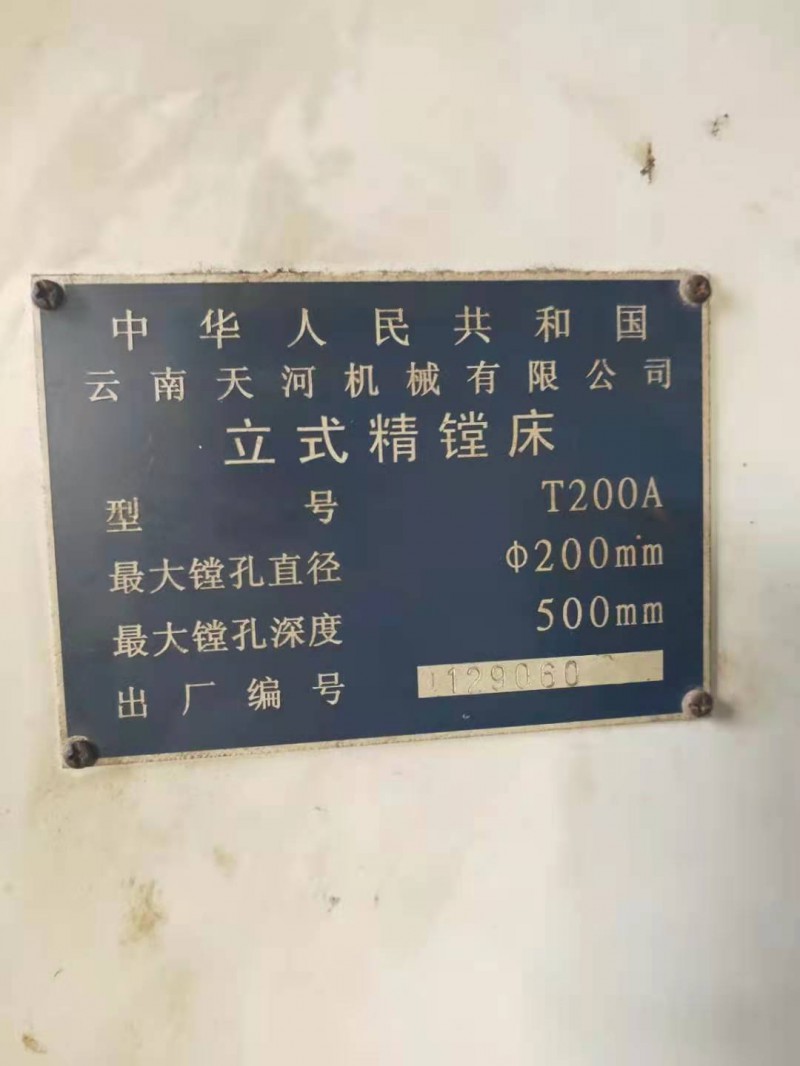 中华人民共和国
云南天河机械有限公司
立式精镗床
型号 T200A
最大镗孔直径 Φ200mm
最大镗孔深度 500mm
出厂编号 129060